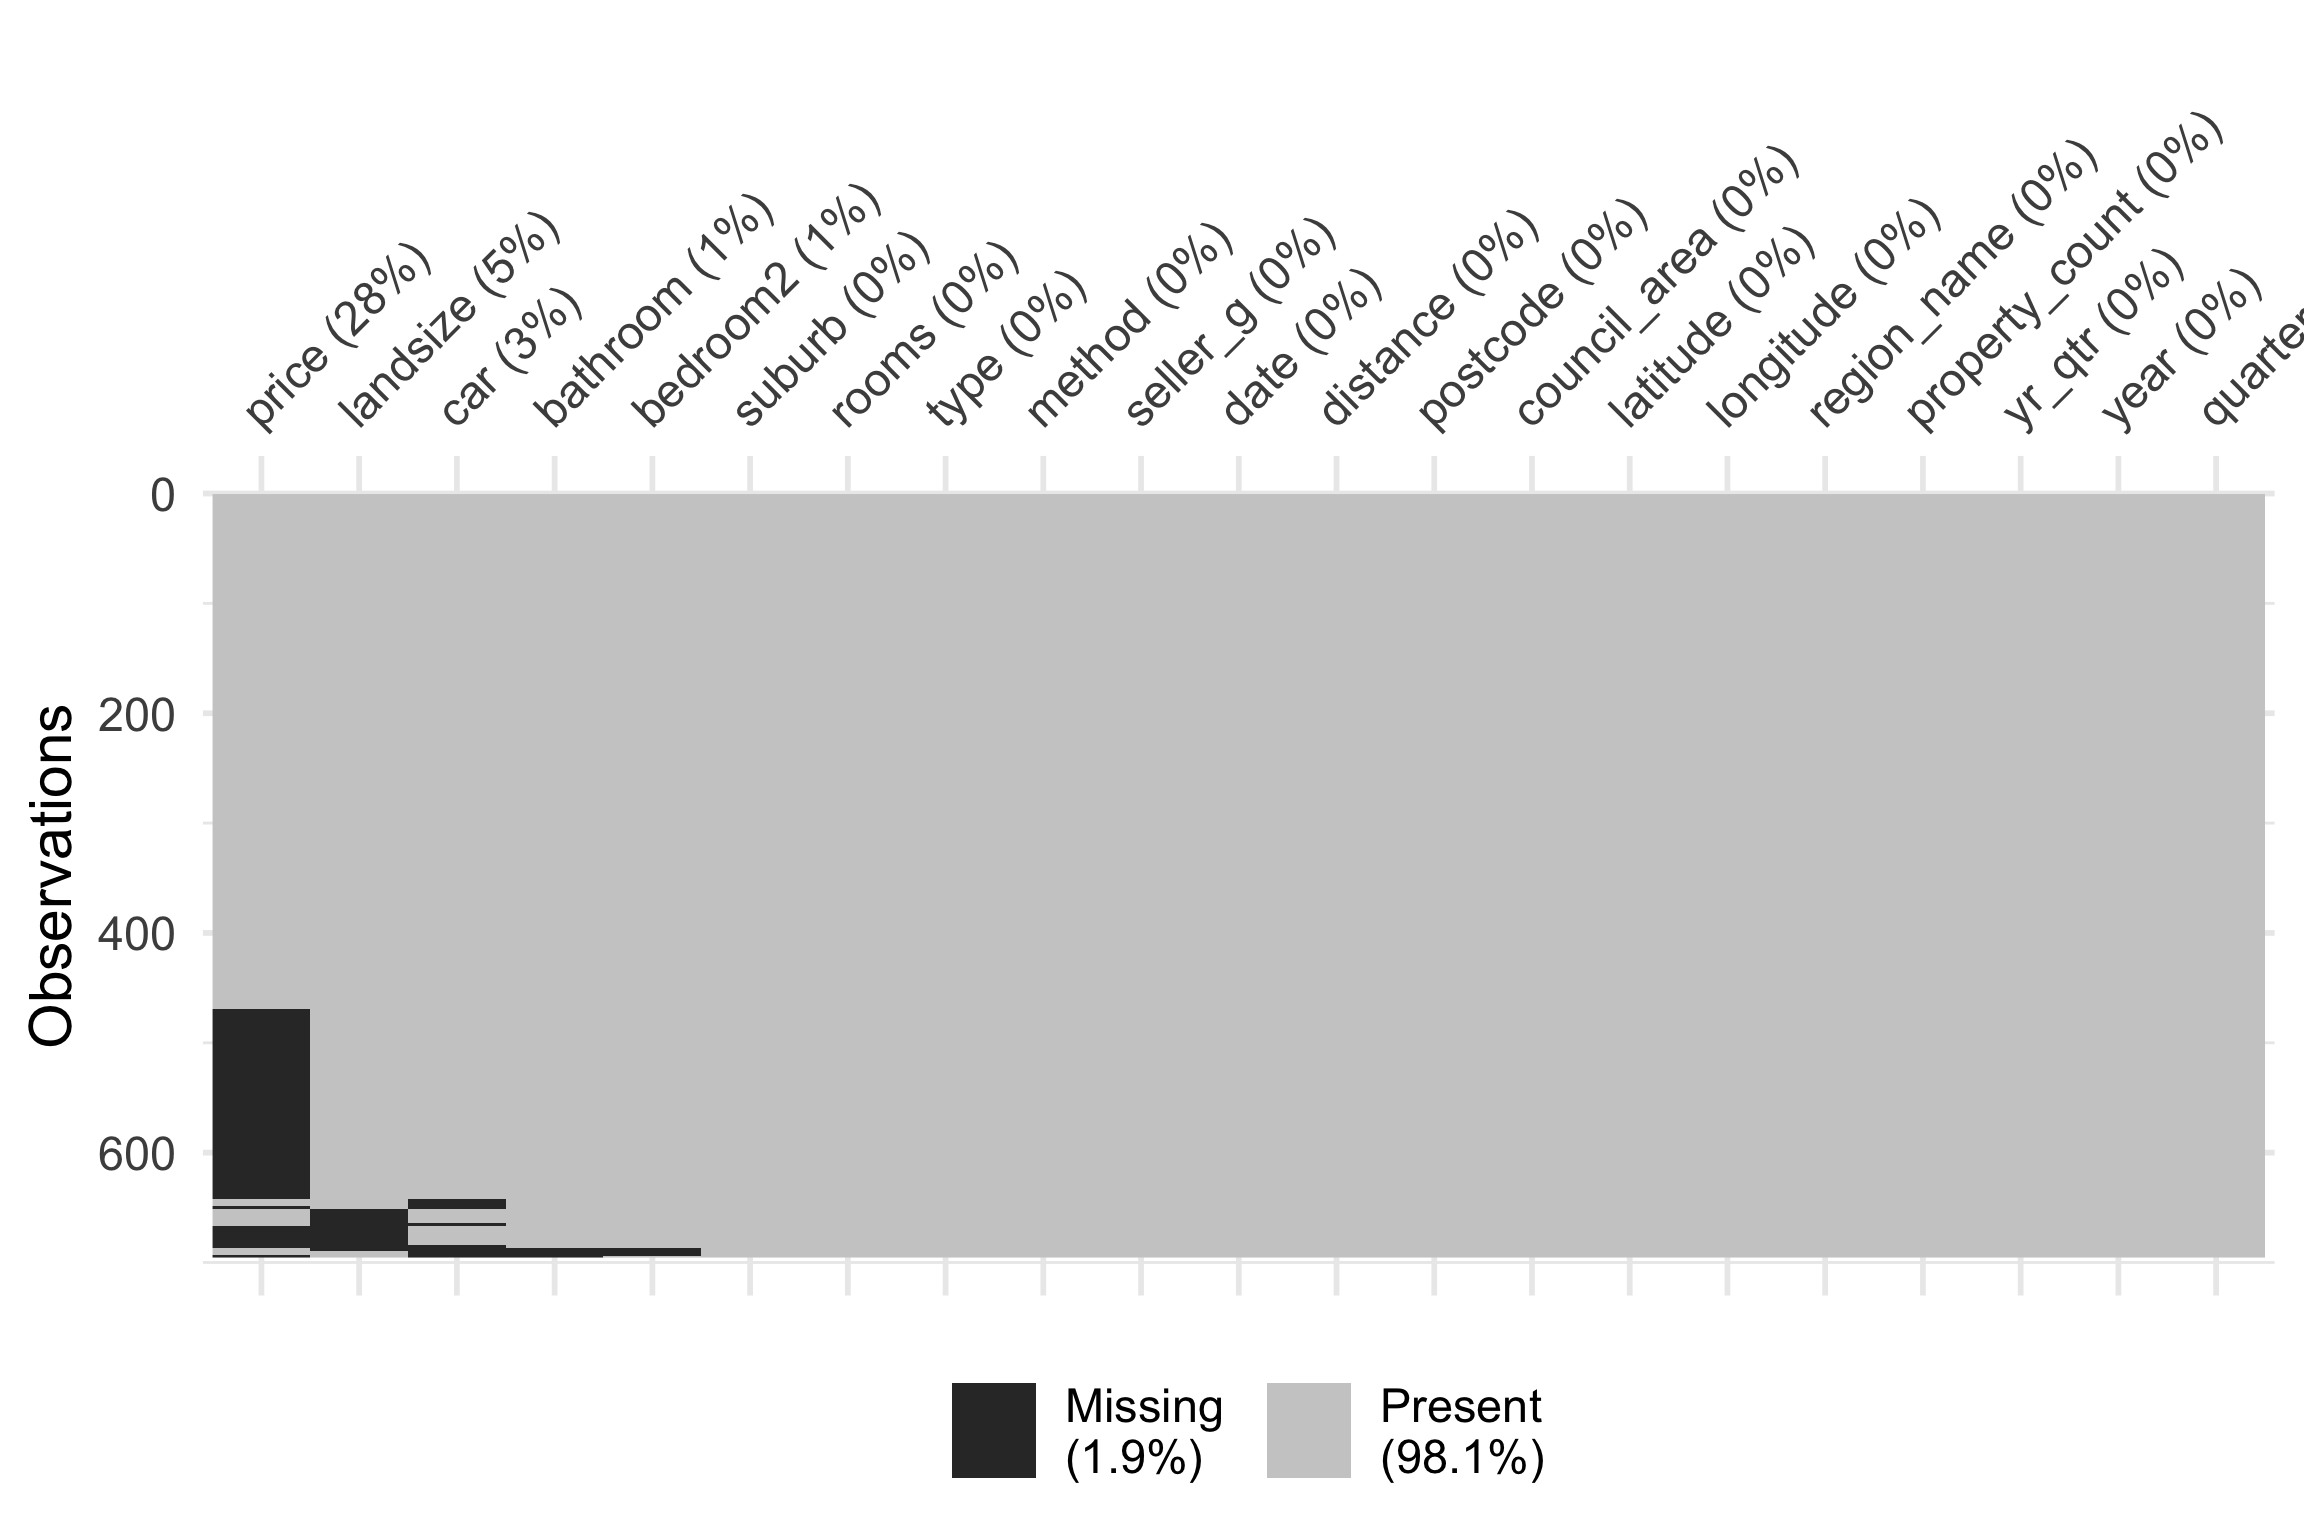 price (28%)
landsize (5%)
car (3%)
bathroom (1%)
bedroom2 (1%)
suburb (0%)
rooms (0%)
type (0%)
method (0%)
seller_g (0%)
date (0%)
distance (0%)
postcode (0%)
council_area (0%)
latitude (0%)
longitude (0%)
region_name (0%)
property_count (0%)
yr_qtr (0%)
year (0%)
quarter
0
200
400
600
Observations
Missing
(1.9%)
Present
(98.1%)